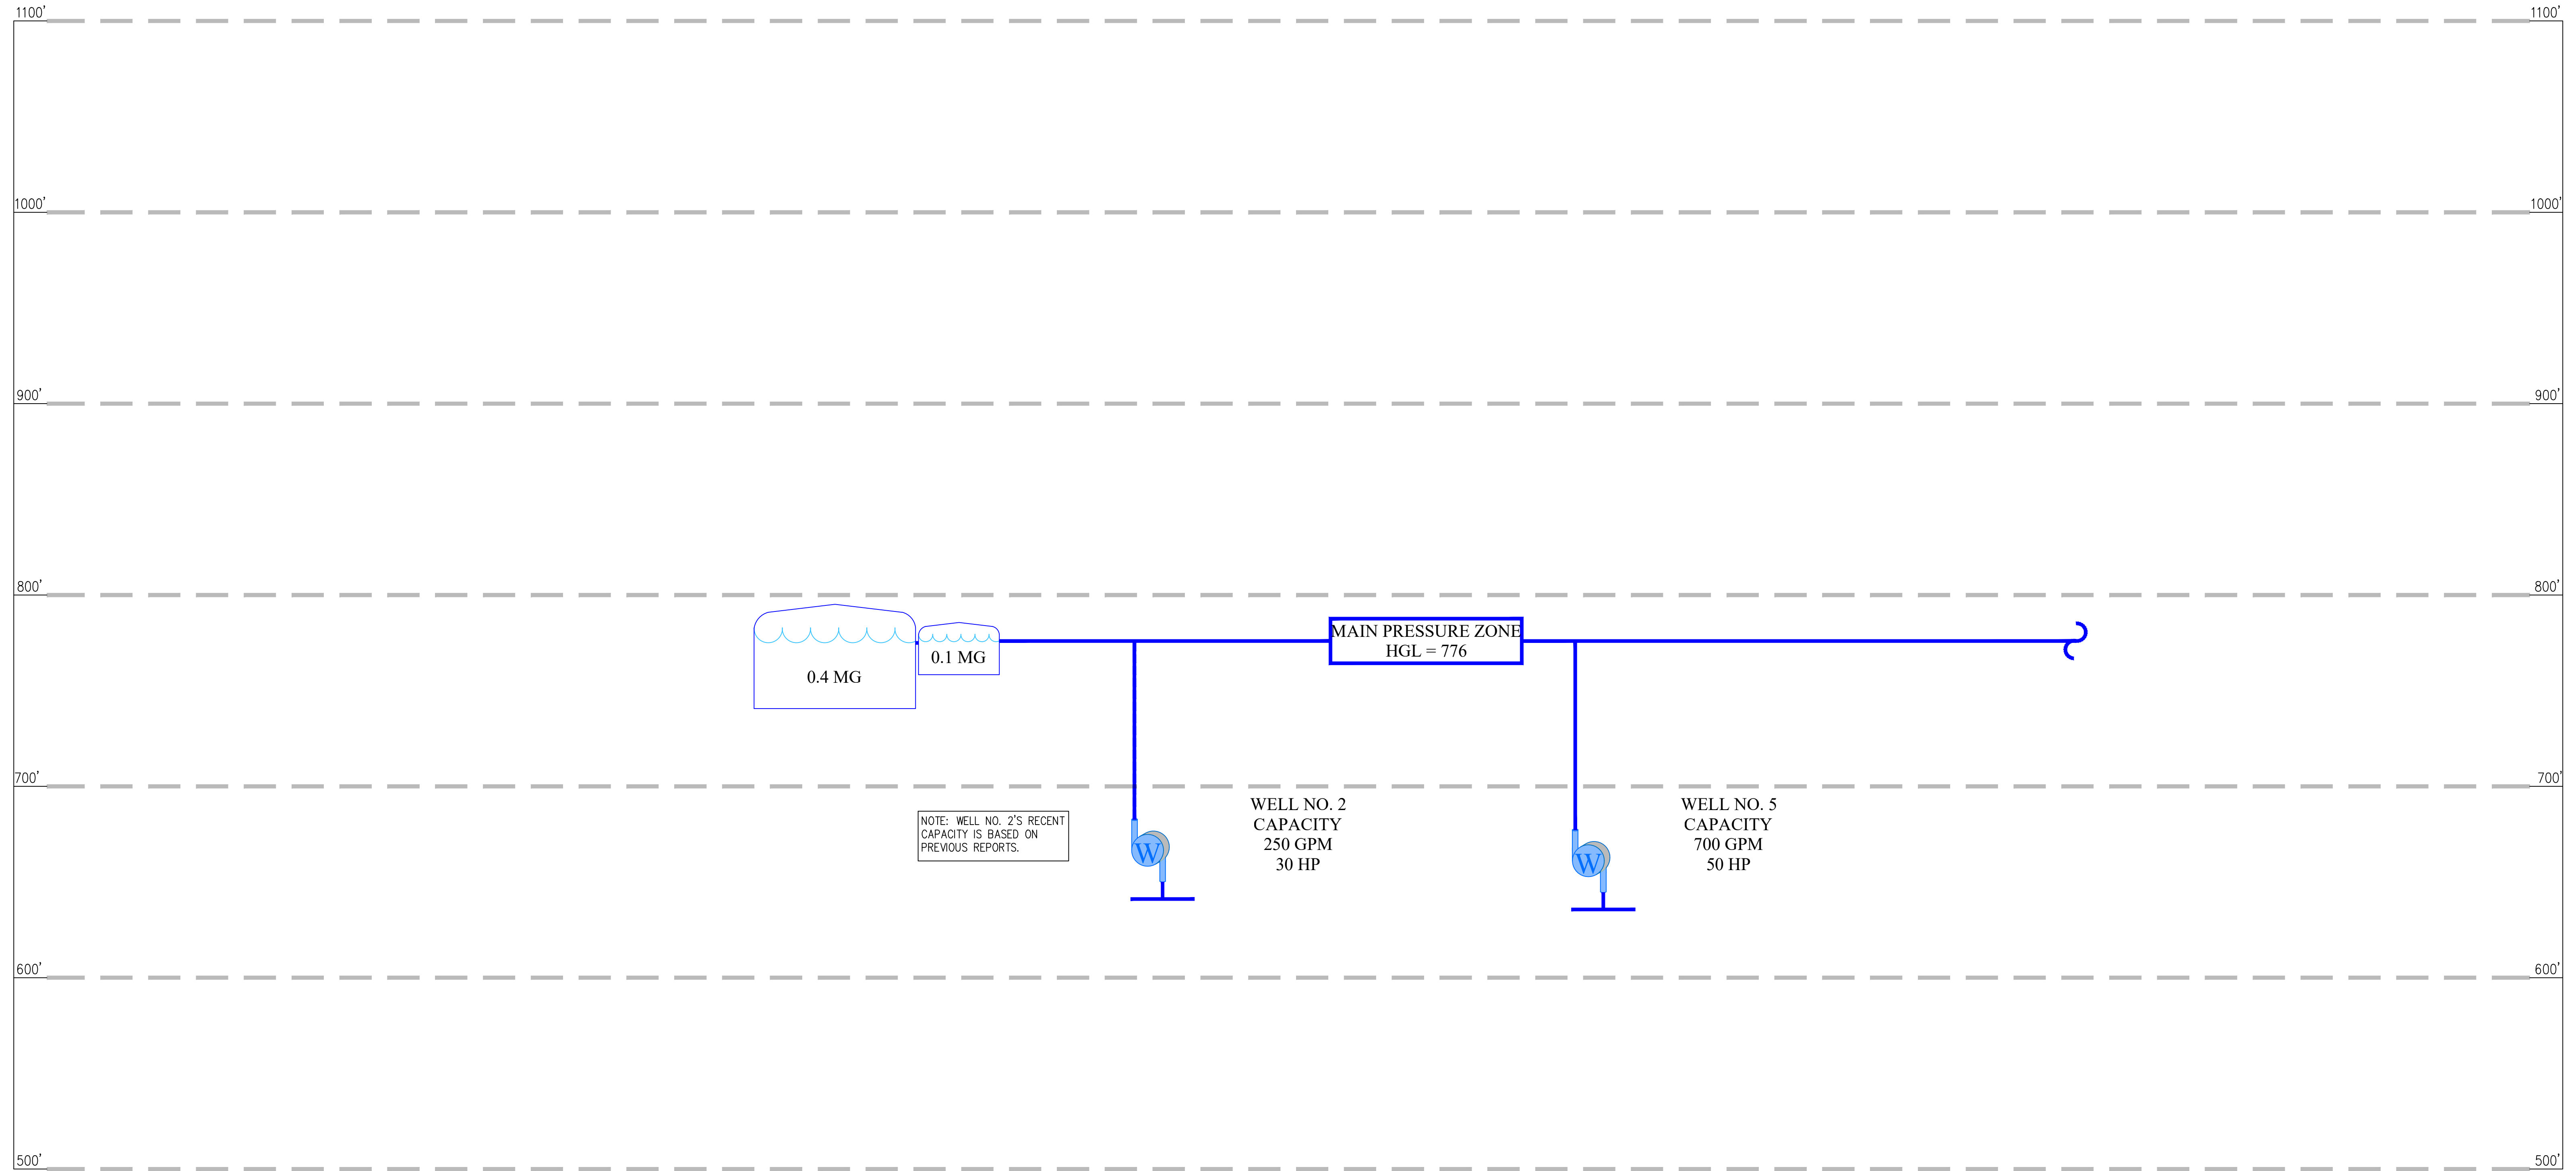 1100' 1100'
1000' 1000'
900' 900'
800' 800'
MAIN PRESSURE ZONE
HGL = 776
0.1 MG
0.4 MG
700' 700'
NOTE: WELL NO. 2'S RECENT
CAPACITY IS BASED ON
PREVIOUS REPORTS.
WELL NO. 2
CAPACITY
250 GPM
30 HP
WELL NO. 5
CAPACITY
700 GPM
50 HP
W
W
600' 600'
500' 500'